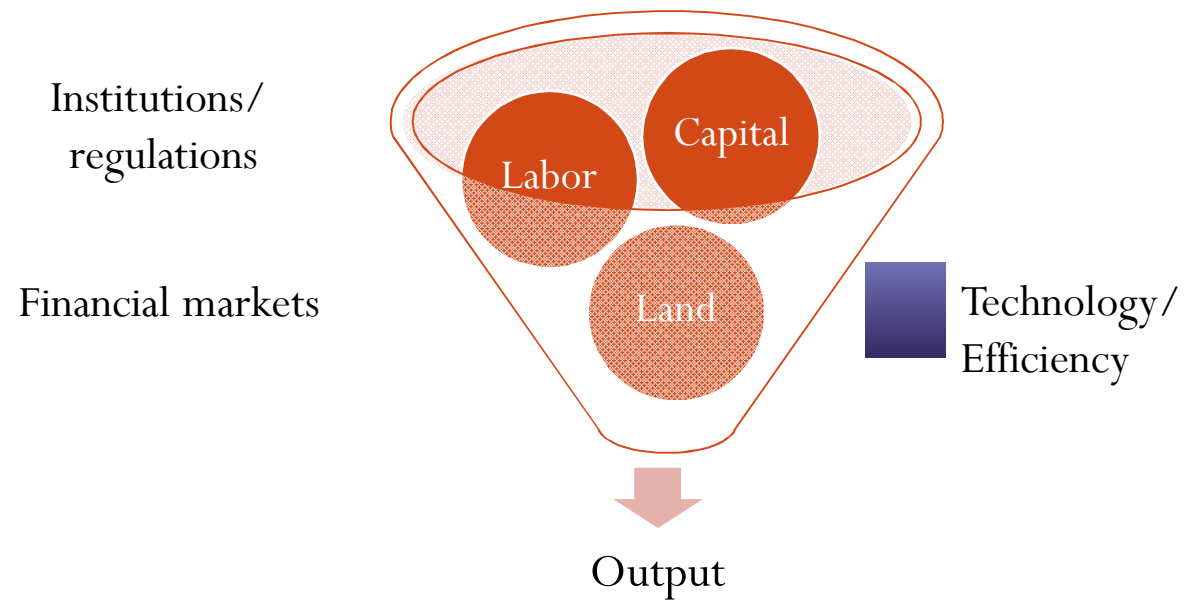 Institutions/
regulations
Capital
Labor
Financial markets
Land
Technology/
Efficiency
Output